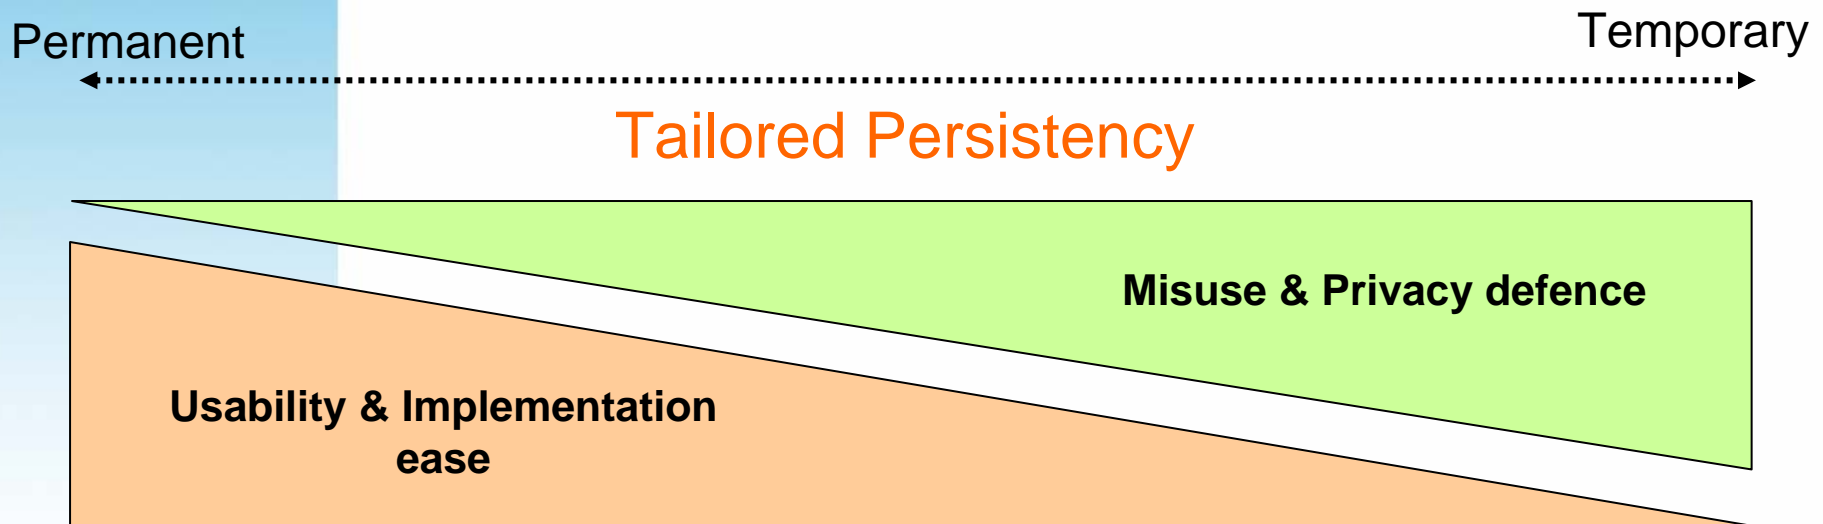 Permanent
Temporary
Tailored Persistency
Misuse & Privacy defence
Usability & Implementation
ease